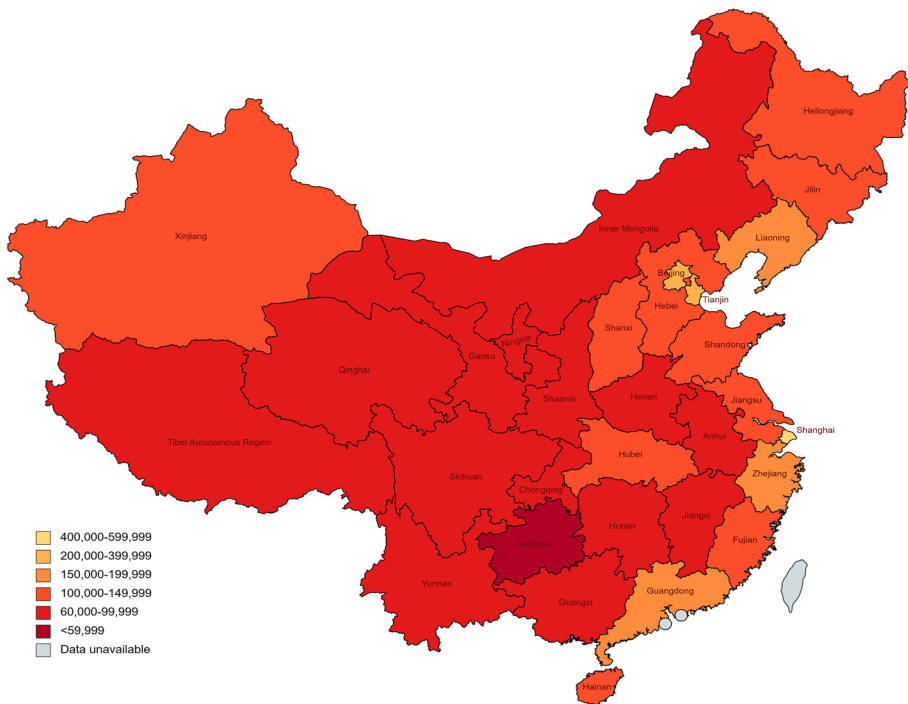 Heilongjiang
Jilin
Xinjiang
Inner Mongolia
Liaoning
Beijing
Tianjin
Hebei
Shanxi
Ningxia
Shandong
Gansu
Qinghai
Shaanxi
Henan
Jiangsu
Shanghai
Anhui
Tibet Autonomous Region
Hubei
Zhejiang
Sichuan
Chongqing
Jiangxi
Hunan
Fujian
Guizhou
Yunnan
Guangdong
Guangxi
Hainan
400,000-599,999
200,000-399,999
150,000-199,999
100,000-149,999
60,000-99,999
<59,999
Data unavailable